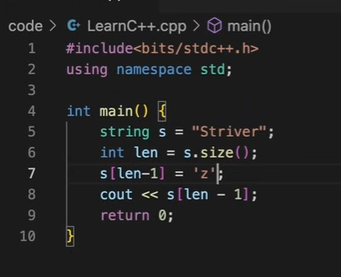 code > LearnC++.cpp > main()
1 #include<bits/stdc++.h>
2 using namespace std;
3
4 int main() {
5 string s = "Striver";
6 int len = s.size();
7 s[len-1] = 'z';
8 cout << s[len - 1];
9 return 0;
10 }